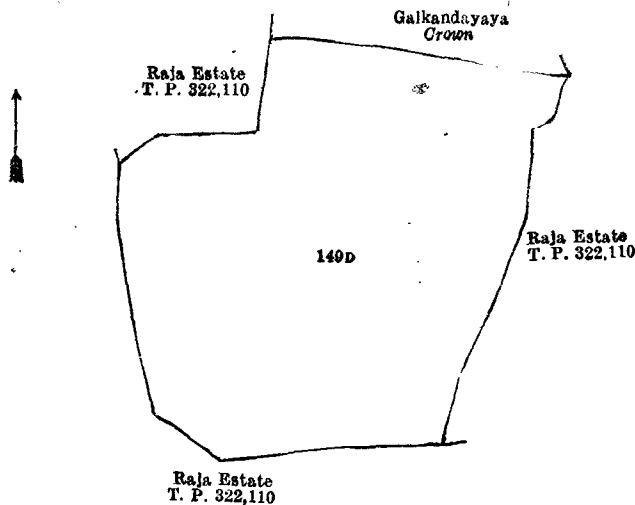 Galkandayaya
Crown
Raja Estate
T. P. 322,110
149D
Raja Estate
T. P. 322,110
Raja Estate
T. P. 322,110